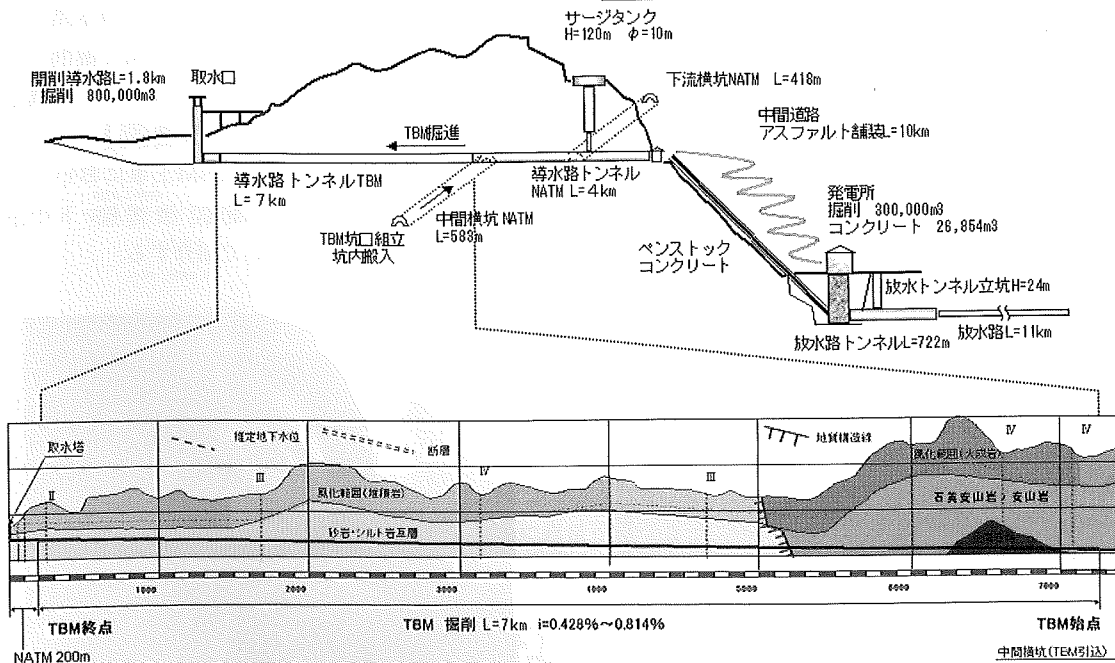 サージタンク
H=120m φ=10m
開削導水路L=1.8km
掘削 800,000m3
取水口
下流横坑NATM L=418m
中間道路
アスファルト舗装L=10km
TBM掘進
導水路トンネルTBM
L=7km
導水路トンネル
NATM L=4km
中間横坑 NATM
L=583m
TBM坑口組立
坑内搬入
発電所
掘削 300,000m3
コンクリート 26,854m3
ペンストック
コンクリート
放水トンネル立坑H=24m
放水路L=11km
放水路トンネルL=722m
取水塔
推定地下水位
断層
地質構造線
II
III
IV
III
IV
IV
風化範囲(堆積岩)
風化範囲(火成岩)
石英安山岩
安山岩
砂岩・シルト岩互層
1000
2000
3000
4000
5000
6000
7000
TBM終点
TBM 掘削 L=7km i=0.428%~0.814%
TBM始点
NATM 200m
中間横坑(TBM引込)